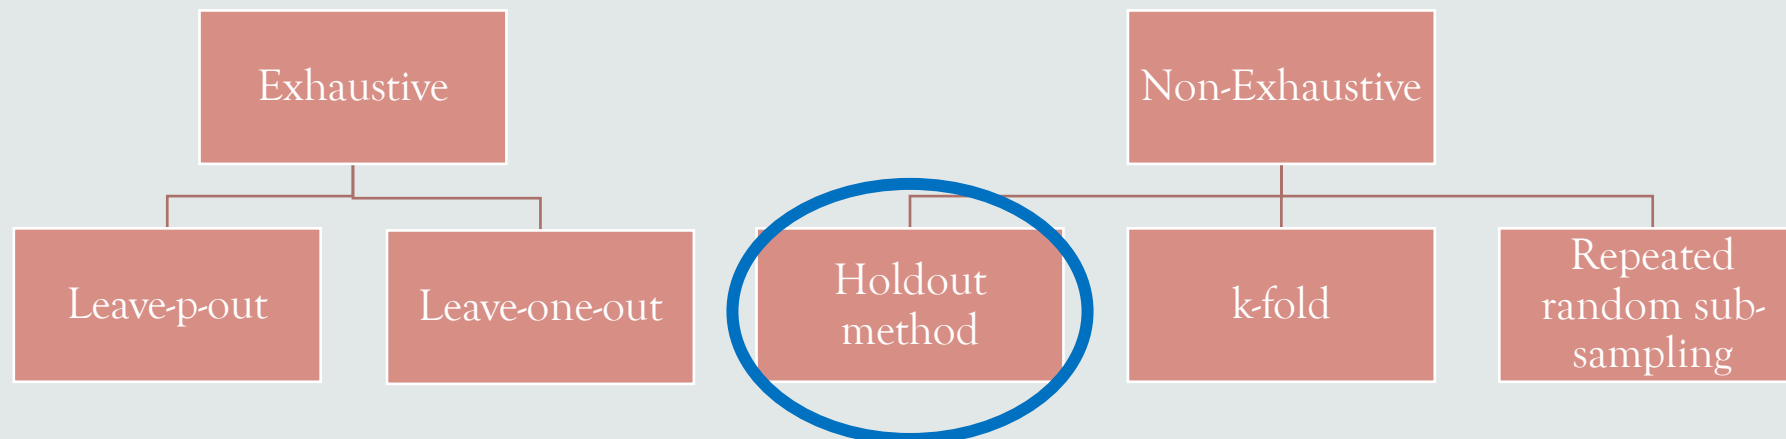 Exhaustive
Non-Exhaustive
Leave-p-out
Leave-one-out
Holdout
method
k-fold
Repeated
random sub-
sampling